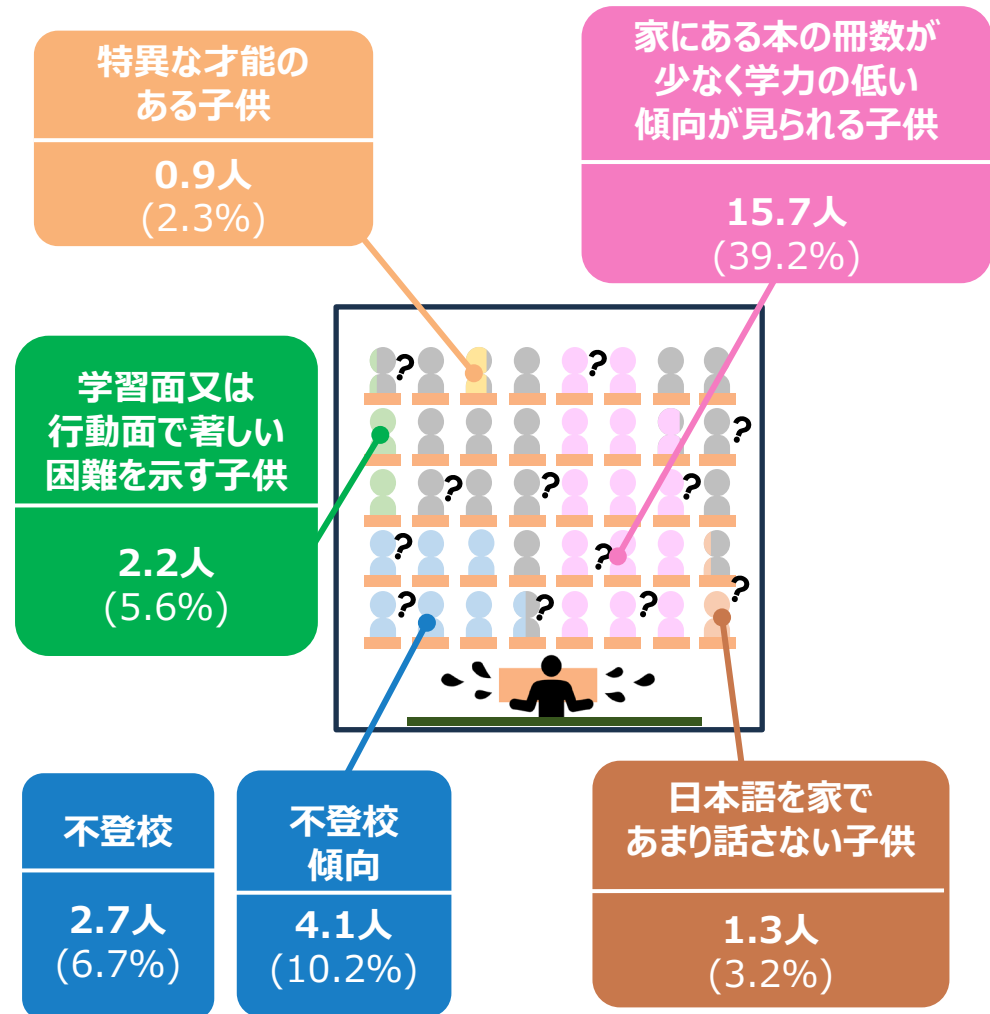 特異な才能の
ある子供
0.9人
(2.3%)
家にある本の冊数が
少なく学力の低い
傾向が見られる子供
15.7人
(39.2%)
学習面又は
行動面で著しい
困難を示す子供
2.2人
(5.6%)
?
?
?
?
?
?
?
?
?
?
?
?
不登校
2.7人
(6.7%)
不登校
傾向
4.1人
(10.2%)
日本語を家で
あまり話さない子供
1.3人
(3.2%)